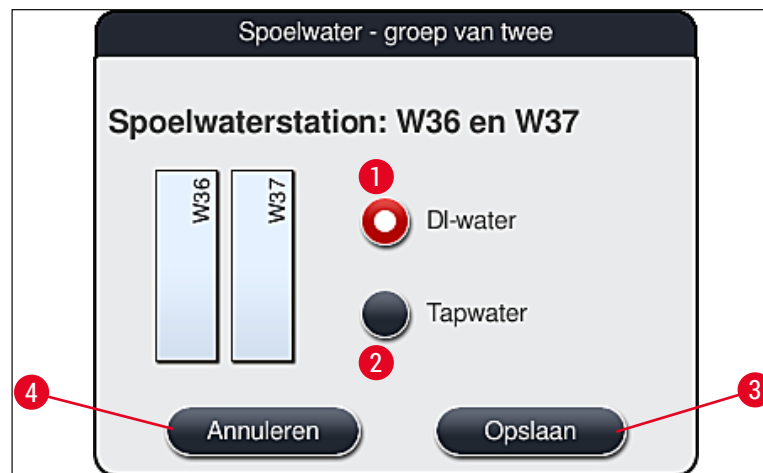 Spoelwater - groep van twee
Spoelwaterstation: W36 en W37
W36
W37
1
DI-water
Tapwater
2
4
3
Annuleren
Opslaan